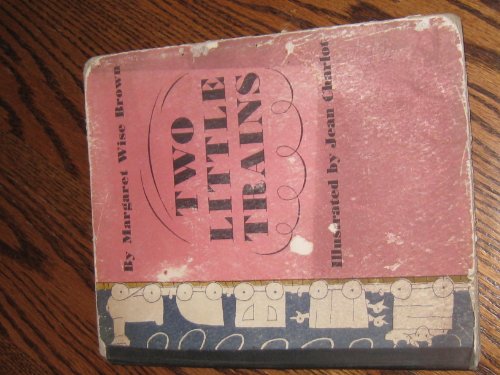 By Margaret Wise Brown
TWO
LITTLE
TRAINS
Illustrated by Jean Charlot